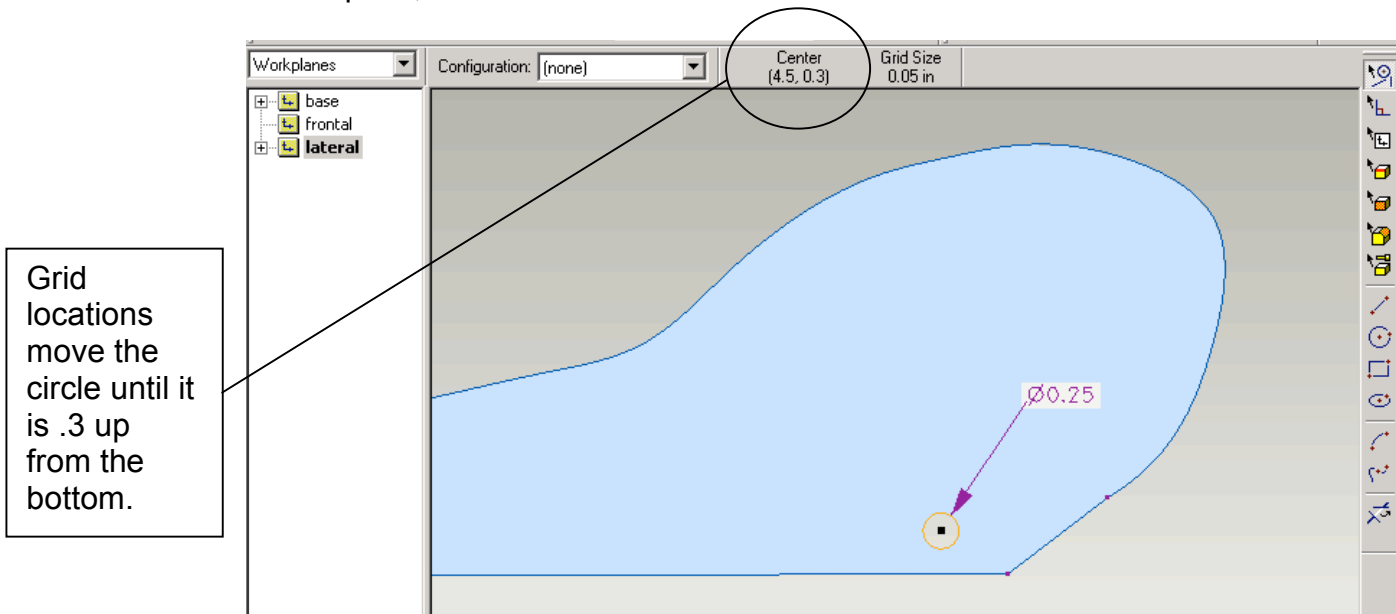 Workplanes
Configuration: (none)
Center
(4.5, 0.3)
Grid Size
0.05 in
base
frontal
lateral
Grid
locations
move the
circle until it
is .3 up
from the
bottom.
Ø0.25